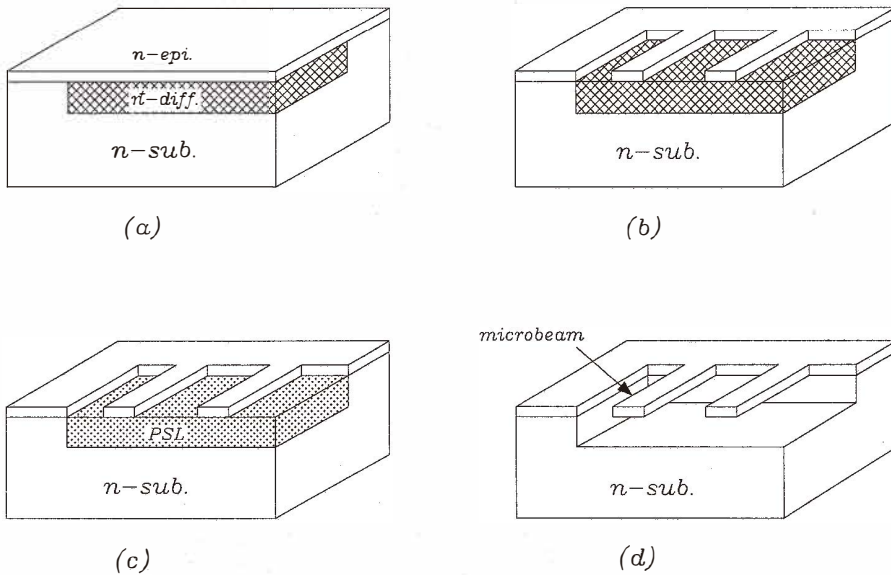 n-epi.
n+-diff.
n-sub.
(a)
n-sub.
(b)
PSL
n-sub.
(c)
microbeam
n-sub.
(d)